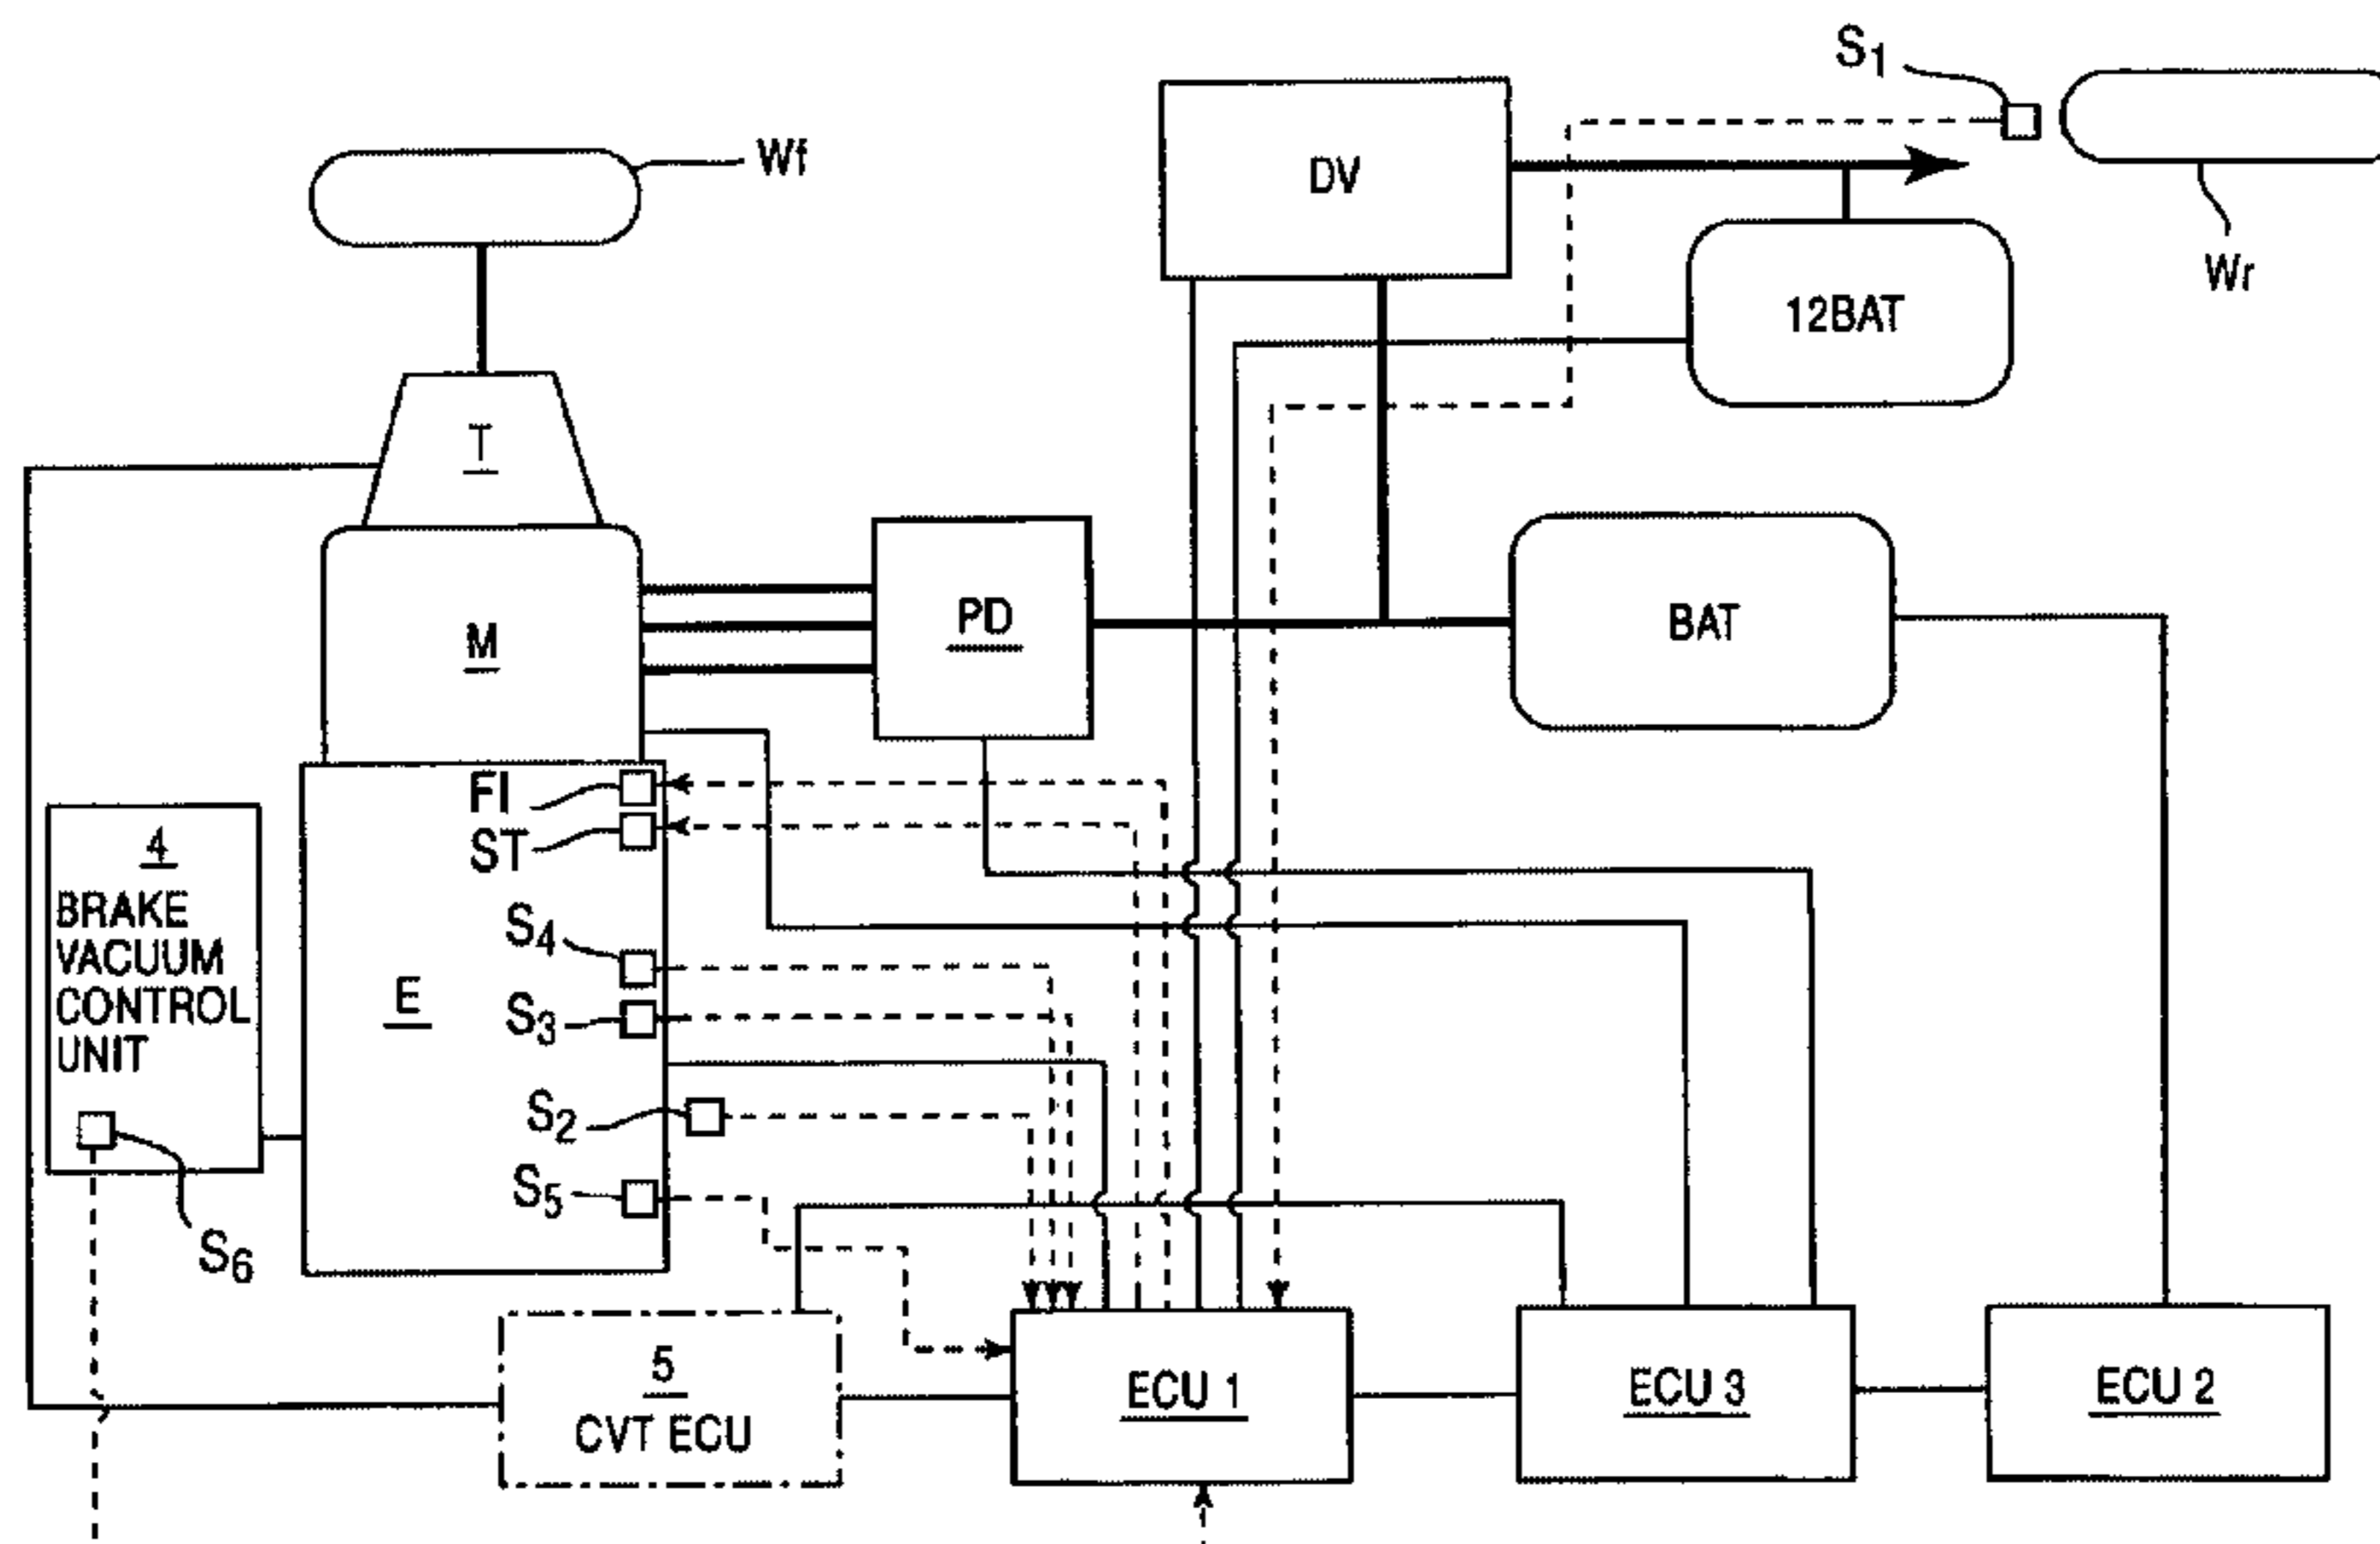 S1
Wf
DV
Wr
12BAT
T
PD
BAT
M
FI
ST
4
BRAKE
VACUUM
CONTROL
UNIT
S4
E
S3
S2
S5
S6
5
CVT ECU
ECU 1
ECU 3
ECU 2